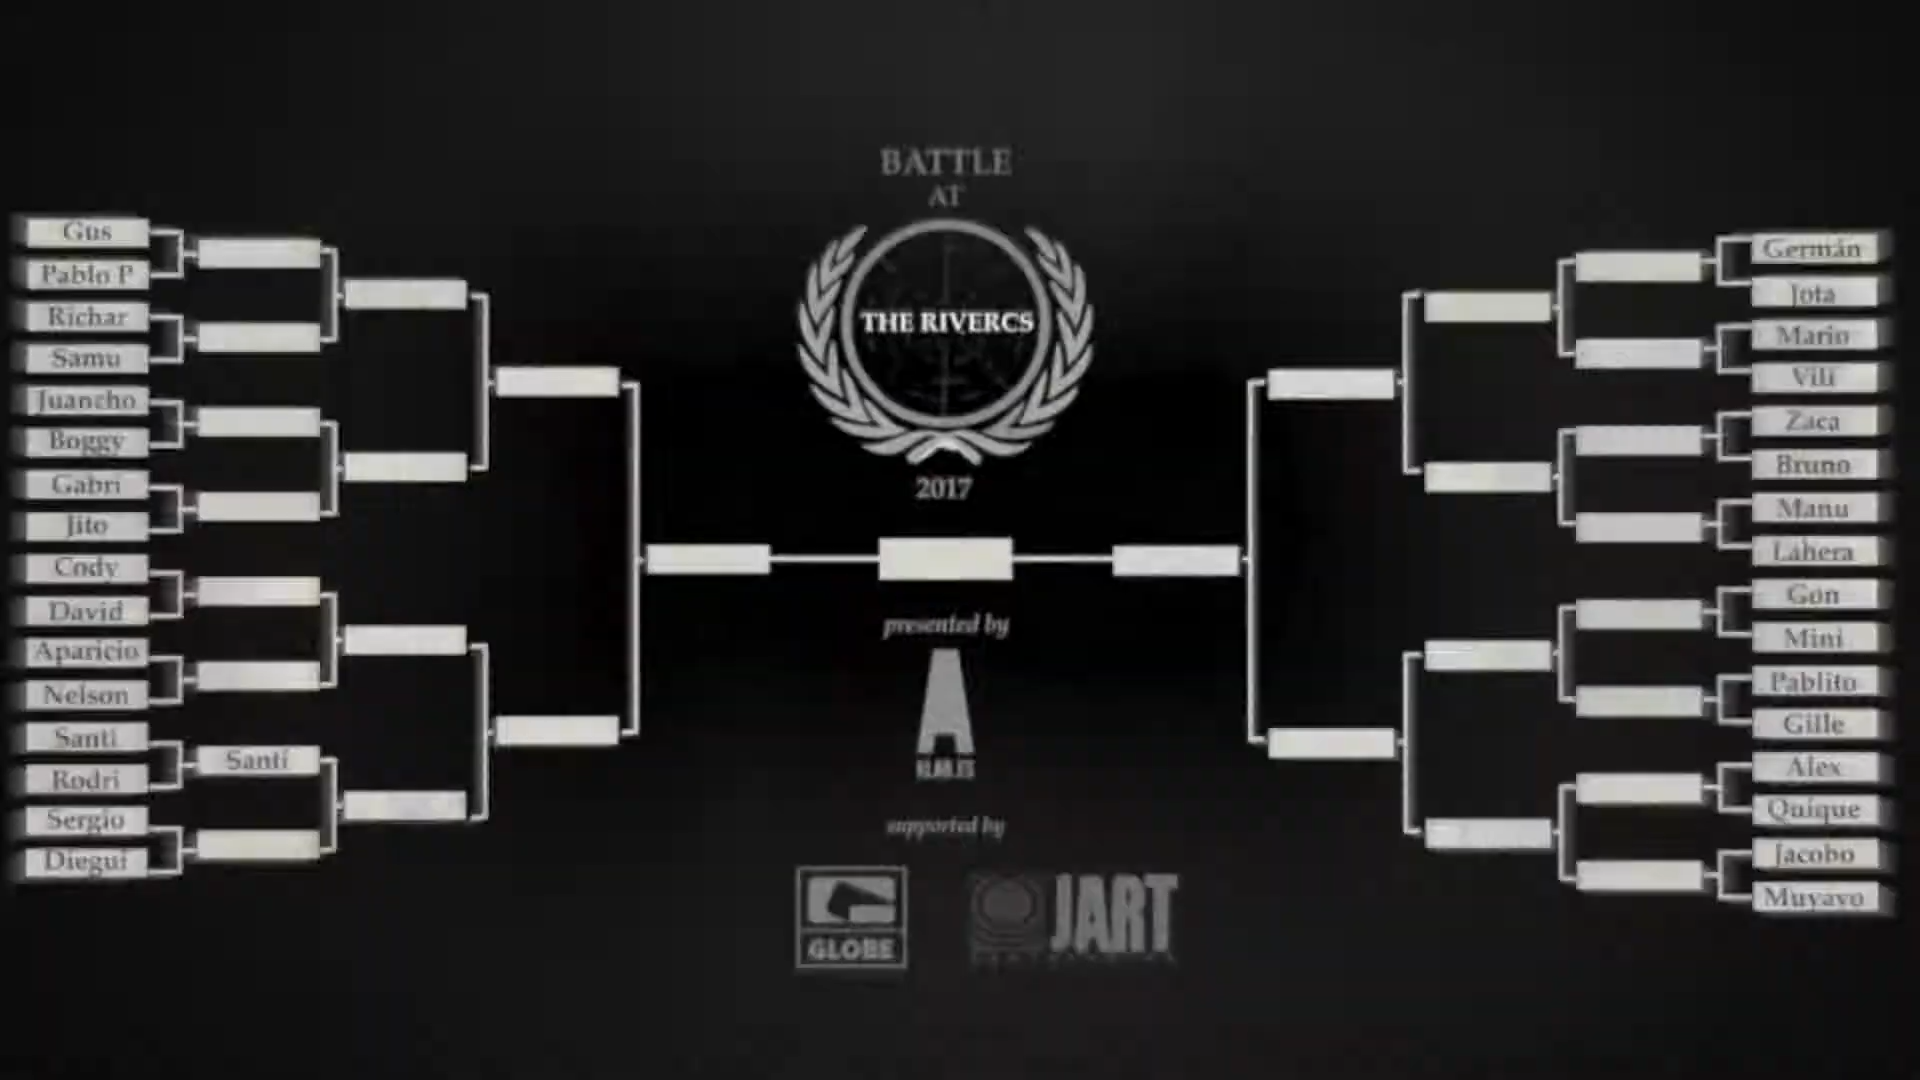 BATTLE
AT
THE RIVERCS
2017
Gus
Pablo P
Richar
Samu
Juancho
Boggy
Gabri
Jito
Cody
David
Aparicio
Nelson
Santi
Rodri
Sergio
Diegui
Santi
Germán
Jota
Mario
Vili
Zaca
Bruno
Manu
Lahera
Gon
Mini
Pablito
Gille
Alex
Quique
Jacobo
Muyayo
presented by
supported by
GLOBE
JART